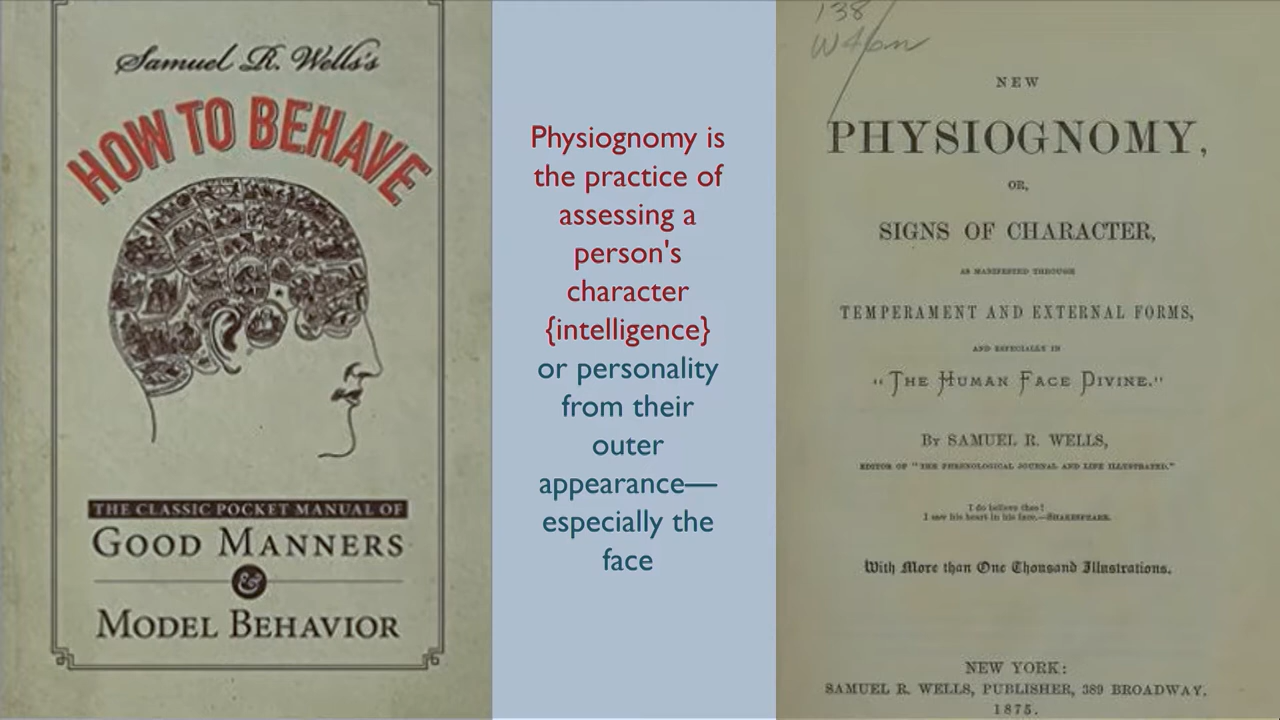 Samuel R. Wells's
HOW TO BEHAVE
THE CLASSIC POCKET MANUAL OF
GOOD MANNERS
&
MODEL BEHAVIOR
Physiognomy is
the practice of
assessing a
person's
character
{intelligence}
or personality
from their
outer
appearance—
especially the
face
138
NEW
PHYSIOGNOMY,
OR,
SIGNS OF CHARACTER,
AS MANIFESTED THROUGH
TEMPERAMENT AND EXTERNAL FORMS,
AND ESPECIALLY IN
"THE HUMAN FACE DIVINE."
BY SAMUEL R. WELLS,
EDITOR OF "THE PHRENOLOGICAL JOURNAL AND LIFE ILLUSTRATED."
I do believe thee!
I saw his heart in his face.—SHAKESPEARE.
With More than One Thousand Illustrations.
NEW YORK:
SAMUEL R. WELLS, PUBLISHER, 389 BROADWAY.
1875.